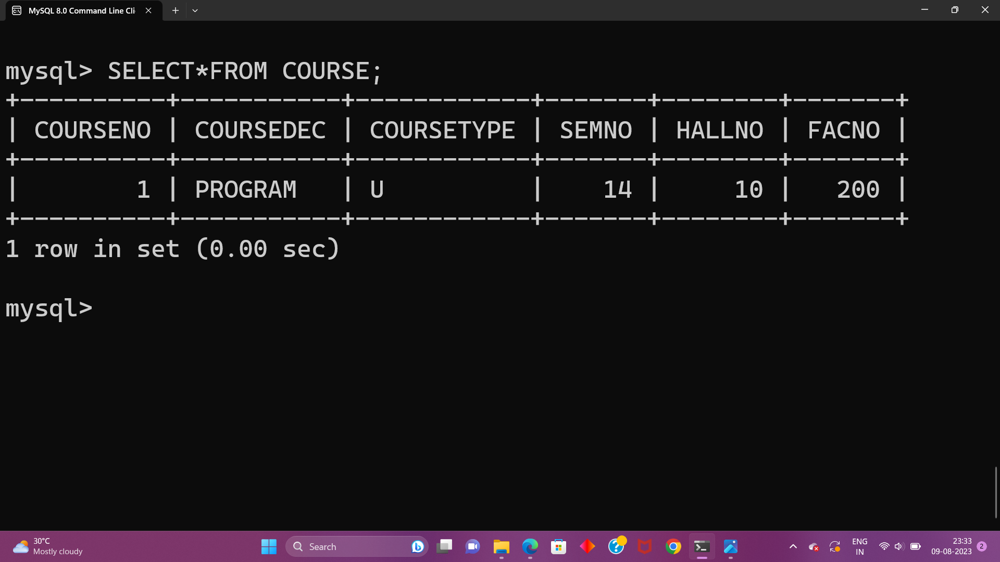 MySQL 8.0 Command Line Cli
mysql> SELECT*FROM COURSE;
+----------+-----------+------------+-------+--------+-------+
| COURSENO | COURSEDEC | COURSETYPE | SEMNO | HALLNO | FACNO |
+----------+-----------+------------+-------+--------+-------+
|        1 | PROGRAM   | U          |    14 |     10 |   200 |
+----------+-----------+------------+-------+--------+-------+
1 row in set (0.00 sec)
mysql>
30°C
Mostly cloudy
Search
ENG
IN
23:33
09-08-2023
2